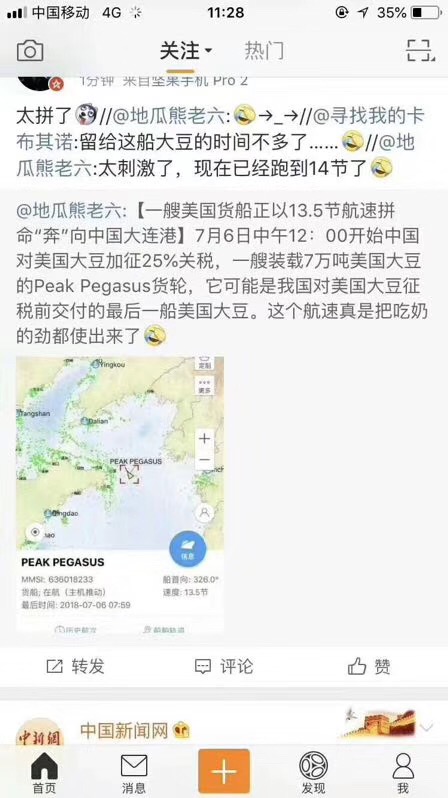 中国移动 4G 11:28 35%
关注 热门
1分钟 来自坚果手机 Pro 2
太拼了//@地瓜熊老六:→_→//@寻找我的卡
布其诺:留给这船大豆的时间不多了……//@地
瓜熊老六:太刺激了，现在已经跑到14节了
@地瓜熊老六:【一艘美国货船正以13.5节航速拼
命“奔”向中国大连港】7月6日中午12：00开始中国
对美国大豆加征25%关税，一艘装载7万吨美国大豆
的Peak Pegasus货轮，它可能是我国对美国大豆征
税前交付的最后一船美国大豆。这个航速真是把吃奶
的劲都使出来了
Yingkou
定船
更多
Tangshan
Dalian
PEAK PEGASUS
Qingdao
信息
PEAK PEGASUS
MMSI: 636018233 船首向: 326.0°
货船; 在航（主机推动） 速度: 13.5节
最后时间: 2018-07-06 07:59
历史航次 船舶轨迹
转发 评论 赞
中新网 中国新闻网
首页 消息 发现 我